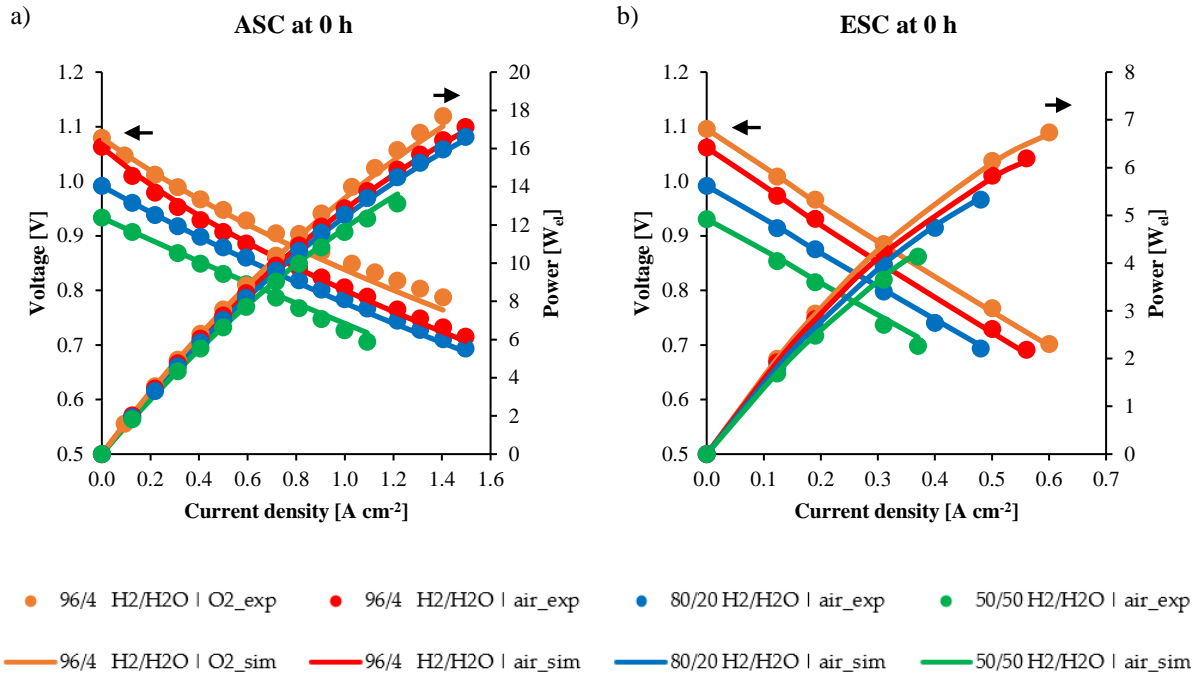 a)
ASC at 0 h
1.2
1.1
1.0
0.9
0.8
0.7
0.6
0.5
Voltage [V]
20
18
16
14
12
10
8
6
4
2
0
Power [Wel]
0.0 0.2 0.4 0.6 0.8 1.0 1.2 1.4 1.6
Current density [A cm-2]
b)
ESC at 0 h
1.2
1.1
1.0
0.9
0.8
0.7
0.6
0.5
Voltage [V]
8
7
6
5
4
3
2
1
0
Power [Wel]
0.0 0.1 0.2 0.3 0.4 0.5 0.6 0.7
Current density [A cm-2]
96/4 H2/H2O | O2_exp 96/4 H2/H2O | air_exp 80/20 H2/H2O | air_exp 50/50 H2/H2O | air_exp
96/4 H2/H2O | O2_sim 96/4 H2/H2O | air_sim 80/20 H2/H2O | air_sim 50/50 H2/H2O | air_sim